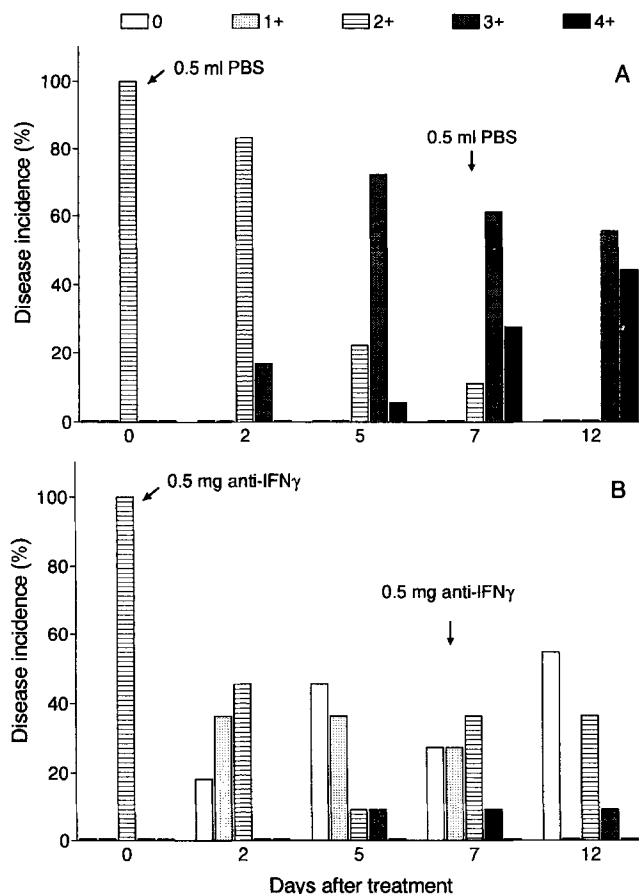 0 1+ 2+ 3+ 4+
A
0.5 ml PBS
0.5 ml PBS
Disease incidence (%)
100
80
60
40
20
0
0 2 5 7 12
B
0.5 mg anti-IFNγ
0.5 mg anti-IFNγ
Disease incidence (%)
100
80
60
40
20
0
0 2 5 7 12
Days after treatment